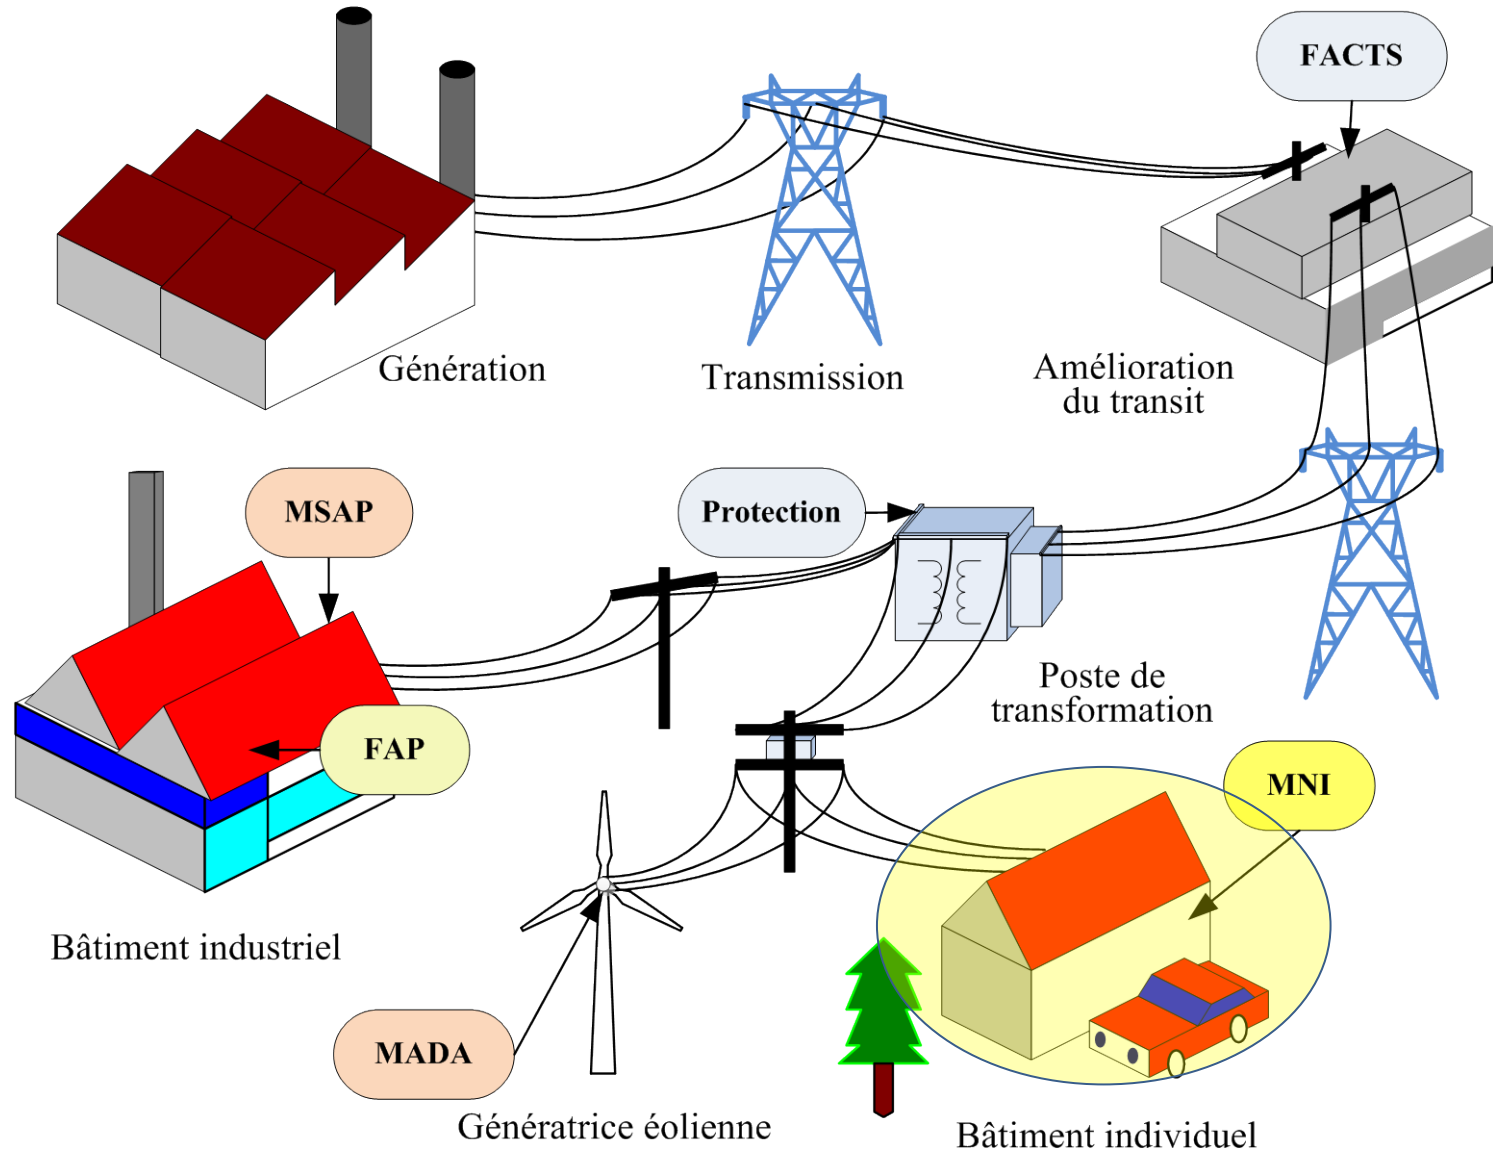 FACTS
Génération
Transmission
Amélioration
du transit
MSAP
Protection
Poste de
transformation
FAP
MNI
Bâtiment industriel
MADA
Génératrice éolienne
Bâtiment individuel